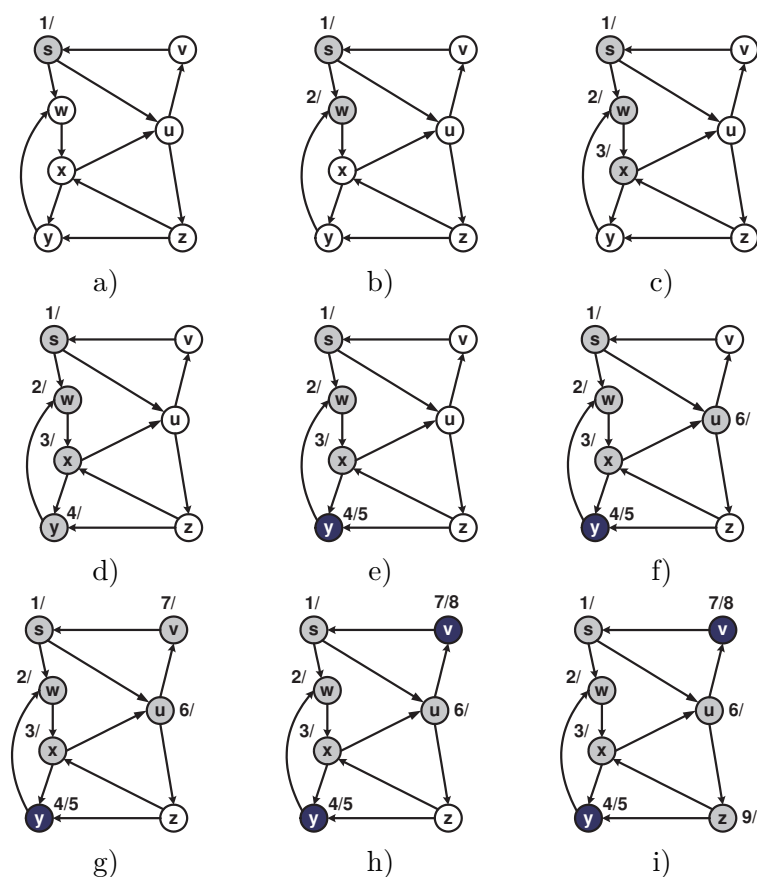 1/ 1/ 1/
s v s v s v
w 2/ w 2/ w
u u u
x x 3/ x
y z y z y z
a) b) c)
1/ 1/ 1/
s v s v s v
2/ w 2/ w 2/ w
u u u 6/
3/ x 3/ x 3/ x
y 4/ z y 4/5 z y 4/5 z
d) e) f)
1/ 7/ 1/ 7/8 1/ 7/8
s v s v s v
2/ w 2/ w 2/ w
u 6/ u 6/ u 6/
3/ x 3/ x 3/ x
y 4/5 z y 4/5 z y 4/5 z 9/
g) h) i)